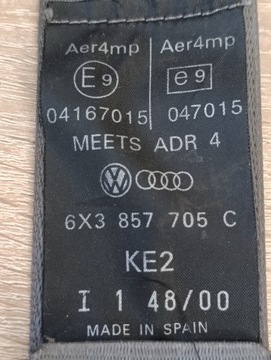 Aer4mp Aer4mp
E9 e9
04167015 047015
MEETS ADR 4
6X3 857 705 C
KE2
I 1 48/00
MADE IN SPAIN